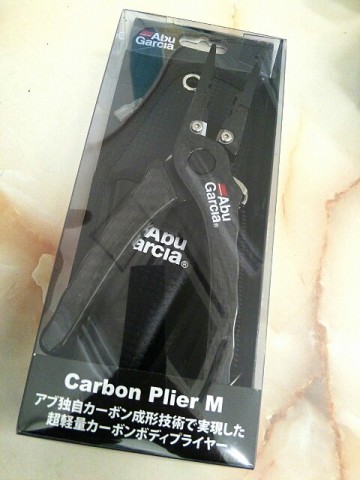 Abu
Garcia®
Abu
Garcia®
Abu
Garcia®
Carbon Plier M
アブ独自カーボン成形技術で実現した
超軽量カーボンボディプライヤー